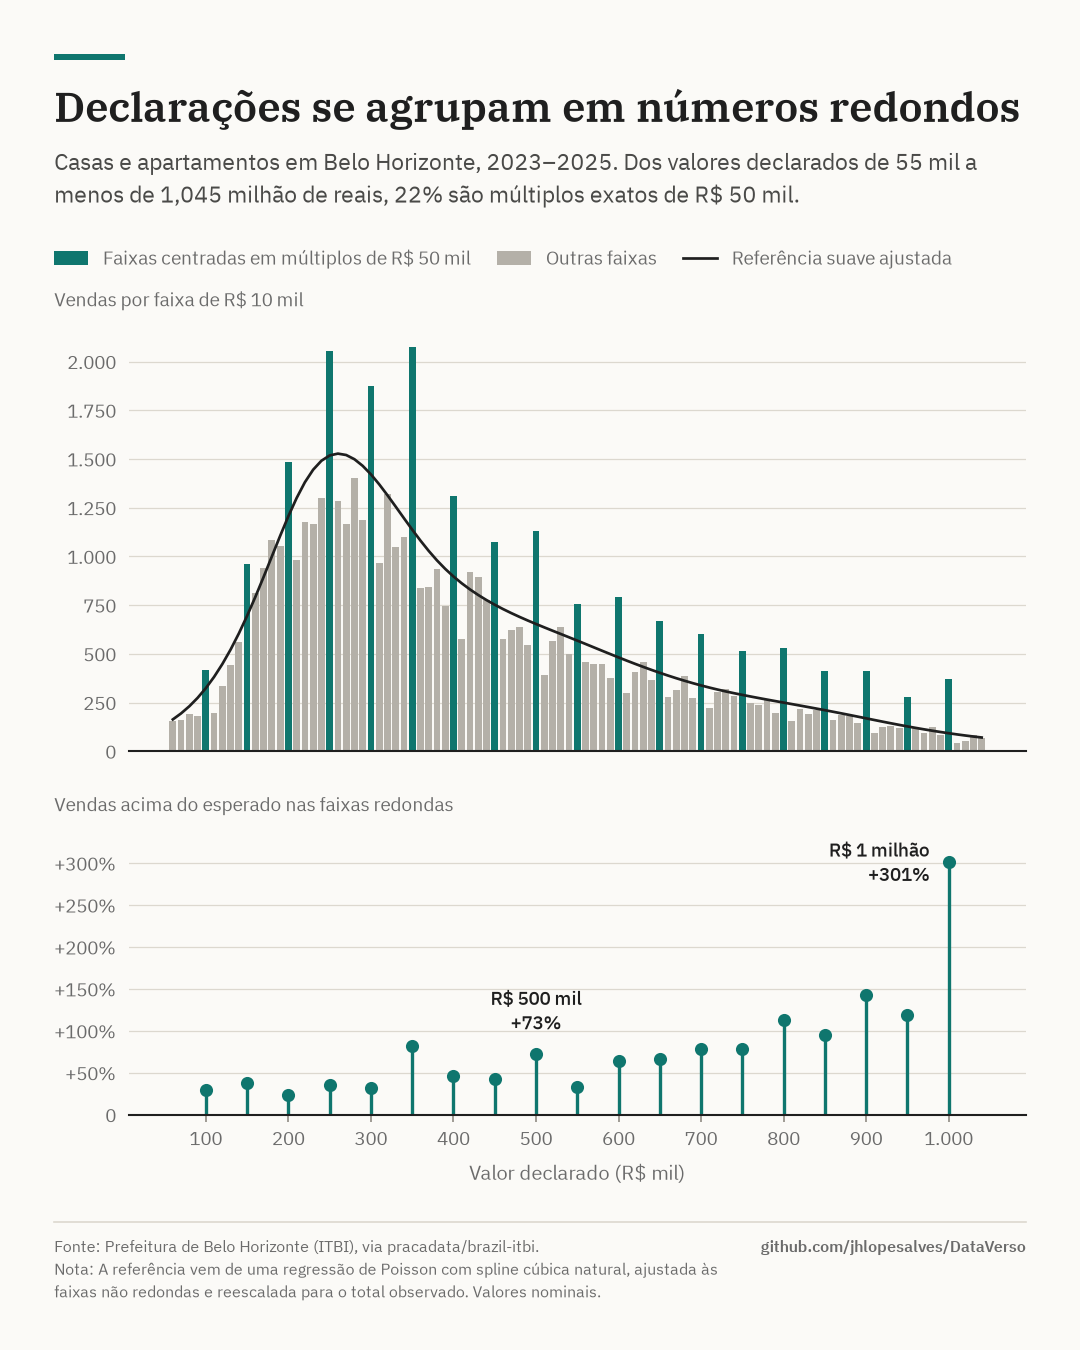 Declarações se agrupam em números redondos
Casas e apartamentos em Belo Horizonte, 2023–2025. Dos valores declarados de 55 mil a
menos de 1,045 milhão de reais, 22% são múltiplos exatos de R$ 50 mil.
Faixas centradas em múltiplos de R$ 50 mil
Outras faixas
Referência suave ajustada
Vendas por faixa de R$ 10 mil
2.000
1.750
1.500
1.250
1.000
750
500
250
0
Vendas acima do esperado nas faixas redondas
+300%
+250%
+200%
+150%
+100%
+50%
0
R$ 1 milhão
+301%
R$ 500 mil
+73%
100
200
300
400
500
600
700
800
900
1.000
Valor declarado (R$ mil)
Fonte: Prefeitura de Belo Horizonte (ITBI), via pracadata/brazil-itbi.
github.com/jhlopesalves/DataVerso
Nota: A referência vem de uma regressão de Poisson com spline cúbica natural, ajustada às
faixas não redondas e reescalada para o total observado. Valores nominais.